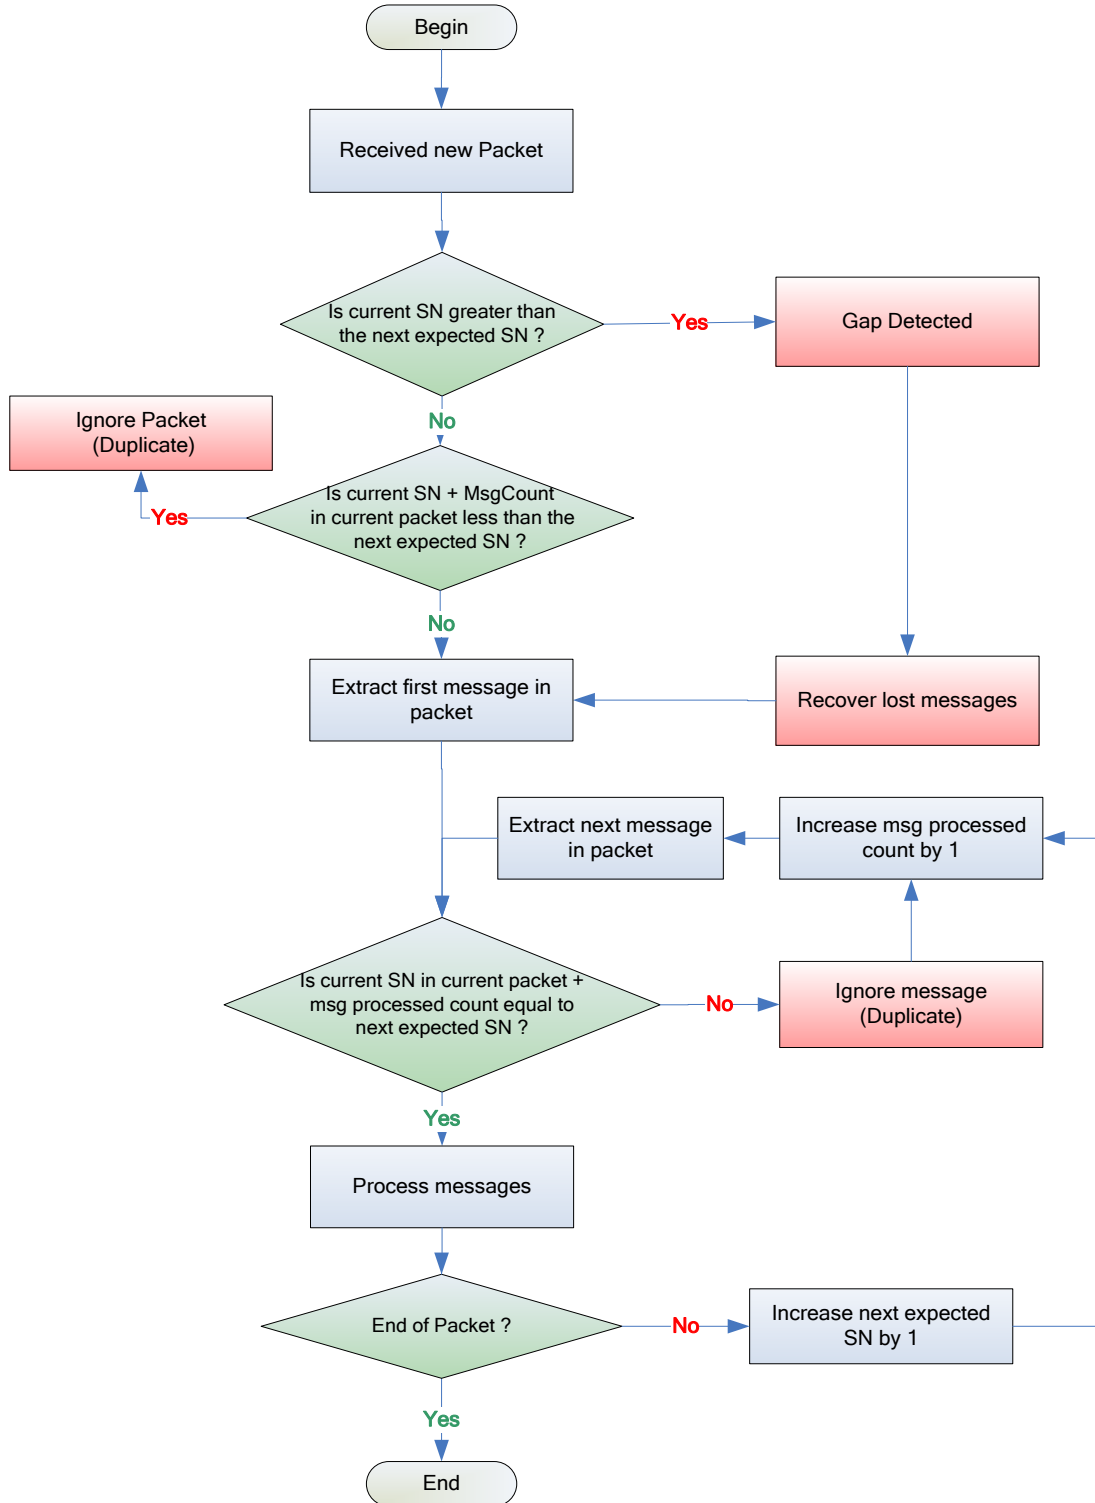 Begin
Received new Packet
Is current SN greater than
the next expected SN ?
Yes
Gap Detected
No
Ignore Packet
(Duplicate)
Is current SN + MsgCount
in current packet less than the
next expected SN ?
Yes
No
Extract first message in
packet
Recover lost messages
Extract next message
in packet
Increase msg processed
count by 1
Is current SN in current packet +
msg processed count equal to
next expected SN ?
No
Ignore message
(Duplicate)
Yes
Process messages
End of Packet ?
No
Increase next expected
SN by 1
Yes
End